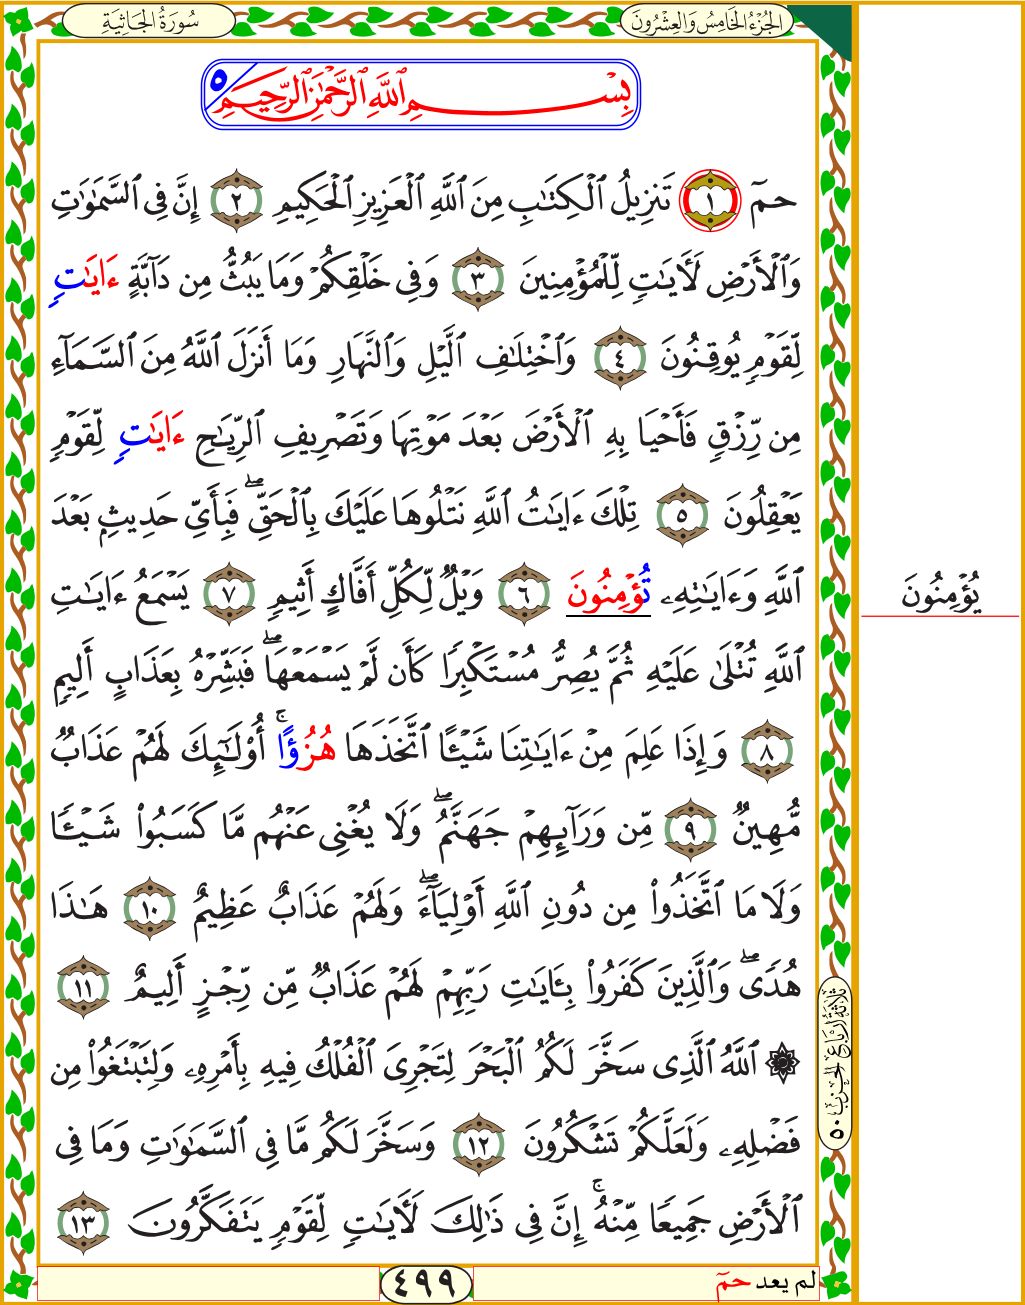 الجُزْءُ الخَامِسُ وَالعِشْرُونَ
سُورَةُ الجَاثِيَةِ
بِسْمِ ٱللَّهِ ٱلرَّحْمَٰنِ ٱلرَّحِيمِ ٥
حمٓ ١ تَنزِيلُ ٱلْكِتَٰبِ مِنَ ٱللَّهِ ٱلْعَزِيزِ ٱلْحَكِيمِ ٢ إِنَّ فِى ٱلسَّمَٰوَٰتِ
وَٱلْأَرْضِ لَأٓيَٰتٍ لِّلْمُؤْمِنِينَ ٣ وَفِى خَلْقِكُمْ وَمَا يَبُثُّ مِن دَآبَّةٍ ءَايَٰتٍ
لِّقَوْمٍ يُوقِنُونَ ٤ وَٱخْتِلَٰفِ ٱلَّيْلِ وَٱلنَّهَارِ وَمَا أَنزَلَ ٱللَّهُ مِنَ ٱلسَّمَآءِ
مِن رِّزْقٍ فَأَحْيَا بِهِ ٱلْأَرْضَ بَعْدَ مَوْتِهَا وَتَصْرِيفِ ٱلرِّيَٰحِ ءَايَٰتٍ لِّقَوْمٍ
يَعْقِلُونَ ٥ تِلْكَ ءَايَٰتُ ٱللَّهِ نَتْلُوهَا عَلَيْكَ بِٱلْحَقِّۖ فَبِأَىِّ حَدِيثٍۭ بَعْدَ
ٱللَّهِ وَءَايَٰتِهِۦ تُؤْمِنُونَ ٦ وَيْلٌ لِّكُلِّ أَفَّاكٍ أَثِيمٍ ٧ يَسْمَعُ ءَايَٰتِ
يُؤْمِنُونَ
ٱللَّهِ تُتْلَىٰ عَلَيْهِ ثُمَّ يُصِرُّ مُسْتَكْبِرًا كَأَن لَّمْ يَسْمَعْهَاۖ فَبَشِّرْهُ بِعَذَابٍ أَلِيمٍ
٨ وَإِذَا عَلِمَ مِنْ ءَايَٰتِنَا شَيْـًٔا ٱتَّخَذَهَا هُزُؤًاۚ أُوْلَٰٓئِكَ لَهُمْ عَذَابٌ
مُّهِينٌ ٩ مِّن وَرَآئِهِمْ جَهَنَّمُۖ وَلَا يُغْنِى عَنْهُم مَّا كَسَبُواْ شَيْـًٔا
وَلَا مَا ٱتَّخَذُواْ مِن دُونِ ٱللَّهِ أَوْلِيَآءَۖ وَلَهُمْ عَذَابٌ عَظِيمٌ ١٠ هَٰذَا
هُدًىۖ وَٱلَّذِينَ كَفَرُواْ بِـَٔايَٰتِ رَبِّهِمْ لَهُمْ عَذَابٌ مِّن رِّجْزٍ أَلِيمٌ ١١
۞ ٱللَّهُ ٱلَّذِى سَخَّرَ لَكُمُ ٱلْبَحْرَ لِتَجْرِىَ ٱلْفُلْكُ فِيهِ بِأَمْرِهِۦ وَلِتَبْتَغُواْ مِن
فَضْلِهِۦ وَلَعَلَّكُمْ تَشْكُرُونَ ١٢ وَسَخَّرَ لَكُم مَّا فِى ٱلسَّمَٰوَٰتِ وَمَا فِى
ٱلْأَرْضِ جَمِيعًا مِّنْهُۚ إِنَّ فِى ذَٰلِكَ لَأٓيَٰتٍ لِّقَوْمٍ يَتَفَكَّرُونَ ١٣
ثلاثة أرباع الحزب ٥٠
لم يعد حمٓ
٤٩٩